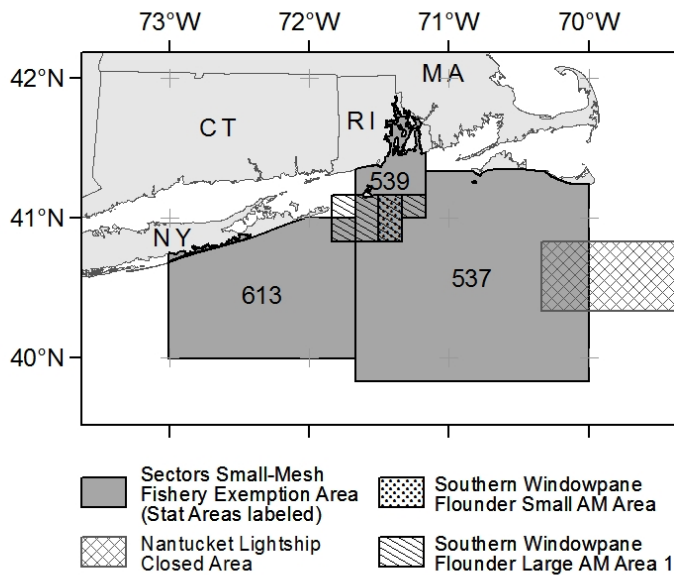 73°W 72°W 71°W 70°W
42°N
MA
RI
CT
539
41°N
NY
613
537
40°N
Sectors Small-Mesh
Fishery Exemption Area
(Stat Areas labeled)
Nantucket Lightship
Closed Area
Southern Windowpane
Flounder Small AM Area
Southern Windowpane
Flounder Large AM Area 1